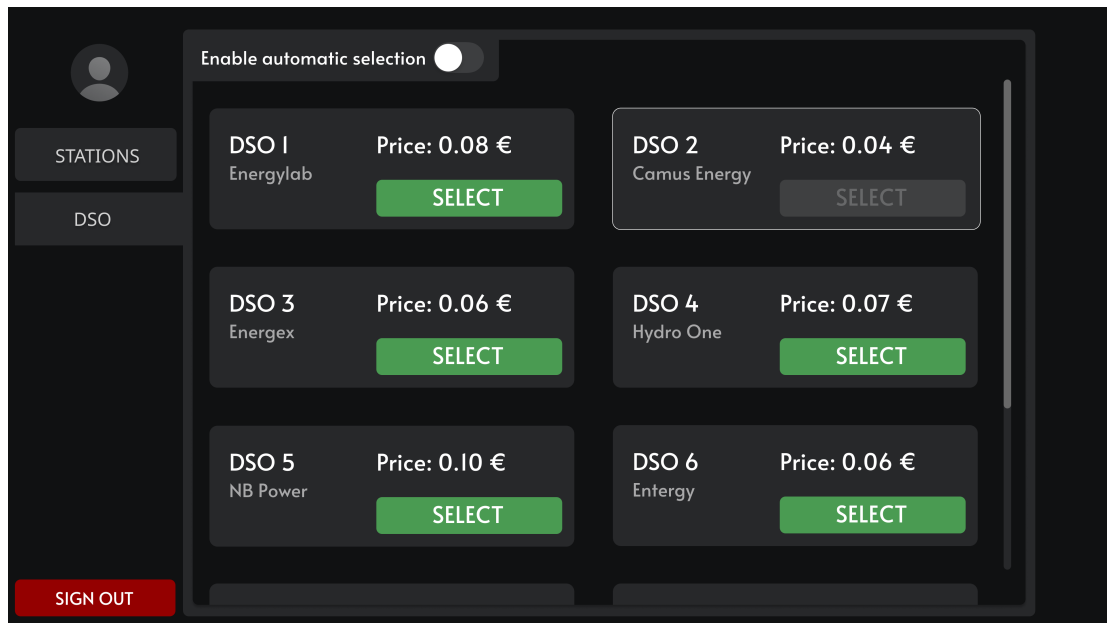 Enable automatic selection
STATIONS
DSO
SIGN OUT
DSO 1
Energylab
Price: 0.08 €
SELECT
DSO 2
Camus Energy
Price: 0.04 €
SELECT
DSO 3
Energex
Price: 0.06 €
SELECT
DSO 4
Hydro One
Price: 0.07 €
SELECT
DSO 5
NB Power
Price: 0.10 €
SELECT
DSO 6
Entergy
Price: 0.06 €
SELECT